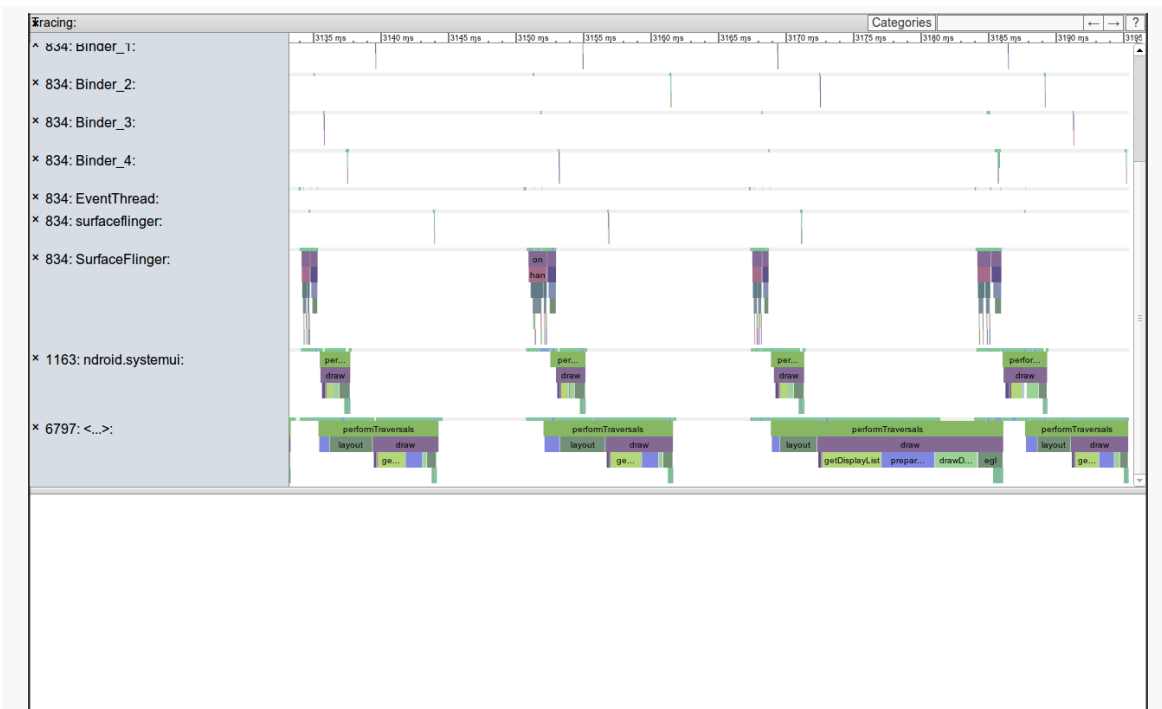 Tracing:
Categories ← → ?
3135 ms 3140 ms 3145 ms 3150 ms 3155 ms 3160 ms 3165 ms 3170 ms 3175 ms 3180 ms 3185 ms 3190 ms 3195
× 834: Binder_1:
× 834: Binder_2:
× 834: Binder_3:
× 834: Binder_4:
× 834: EventThread:
× 834: surfaceflinger:
× 834: SurfaceFlinger:
on
han
× 1163: ndroid.systemui:
per... per... per... perfor...
draw draw draw draw
× 6797: <...>:
performTraversals performTraversals performTraversals performTraversals
layout draw layout draw layout draw layout draw
ge... ge... getDisplayList prepar... drawD... egl ge...